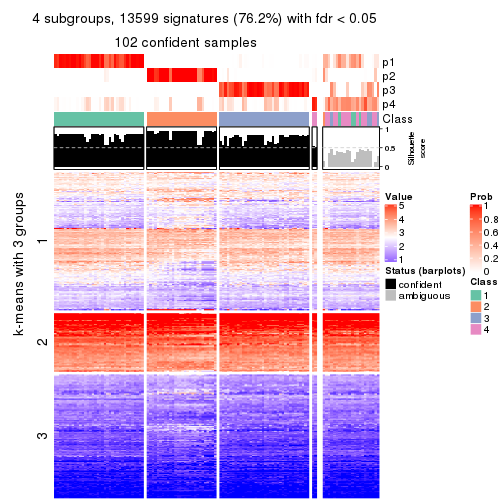 4 subgroups, 13599 signatures (76.2%) with fdr < 0.05
102 confident samples
p1
p2
p3
p4
Class
1
0.5
0
Silhouette
score
k-means with 3 groups
1
2
3
Value
5
4
3
2
1
Status (barplots)
confident
ambiguous
Prob
1
0.8
0.6
0.4
0.2
0
Class
1
2
3
4